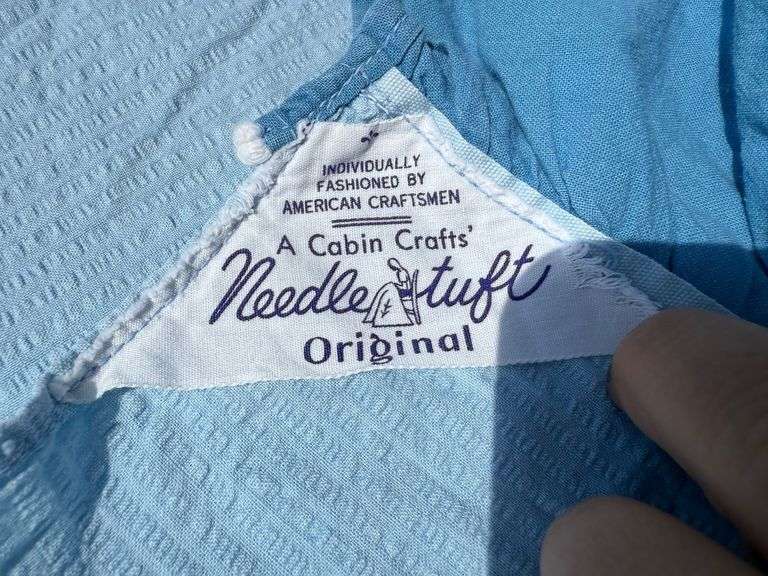 INDIVIDUALLY
FASHIONED BY
AMERICAN CRAFTSMEN
A Cabin Crafts'
Needletuft
Original